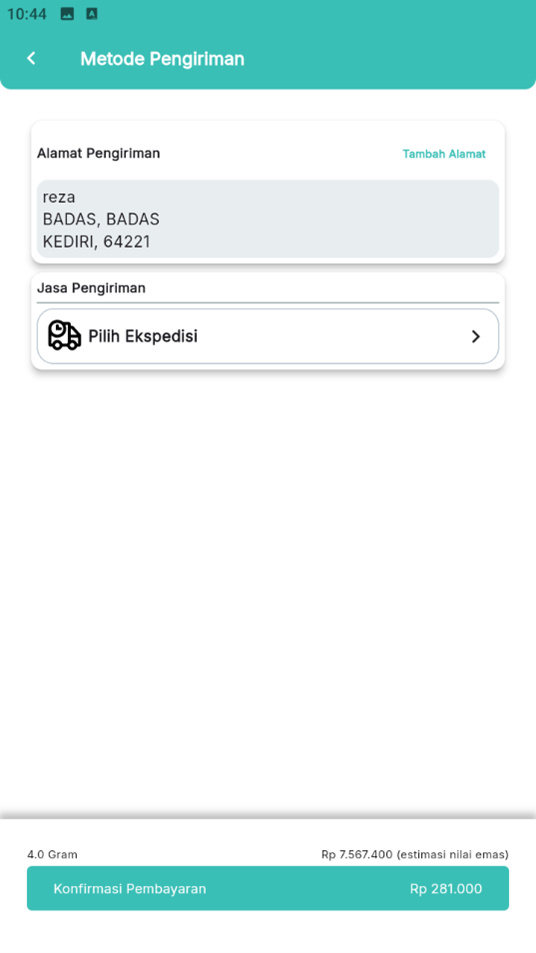 10:44
A
Metode Pengiriman
Alamat Pengiriman
Tambah Alamat
reza
BADAS, BADAS
KEDIRI, 64221
Jasa Pengiriman
Pilih Ekspedisi
4.0 Gram
Rp 7.567.400 (estimasi nilai emas)
Konfirmasi Pembayaran
Rp 281.000